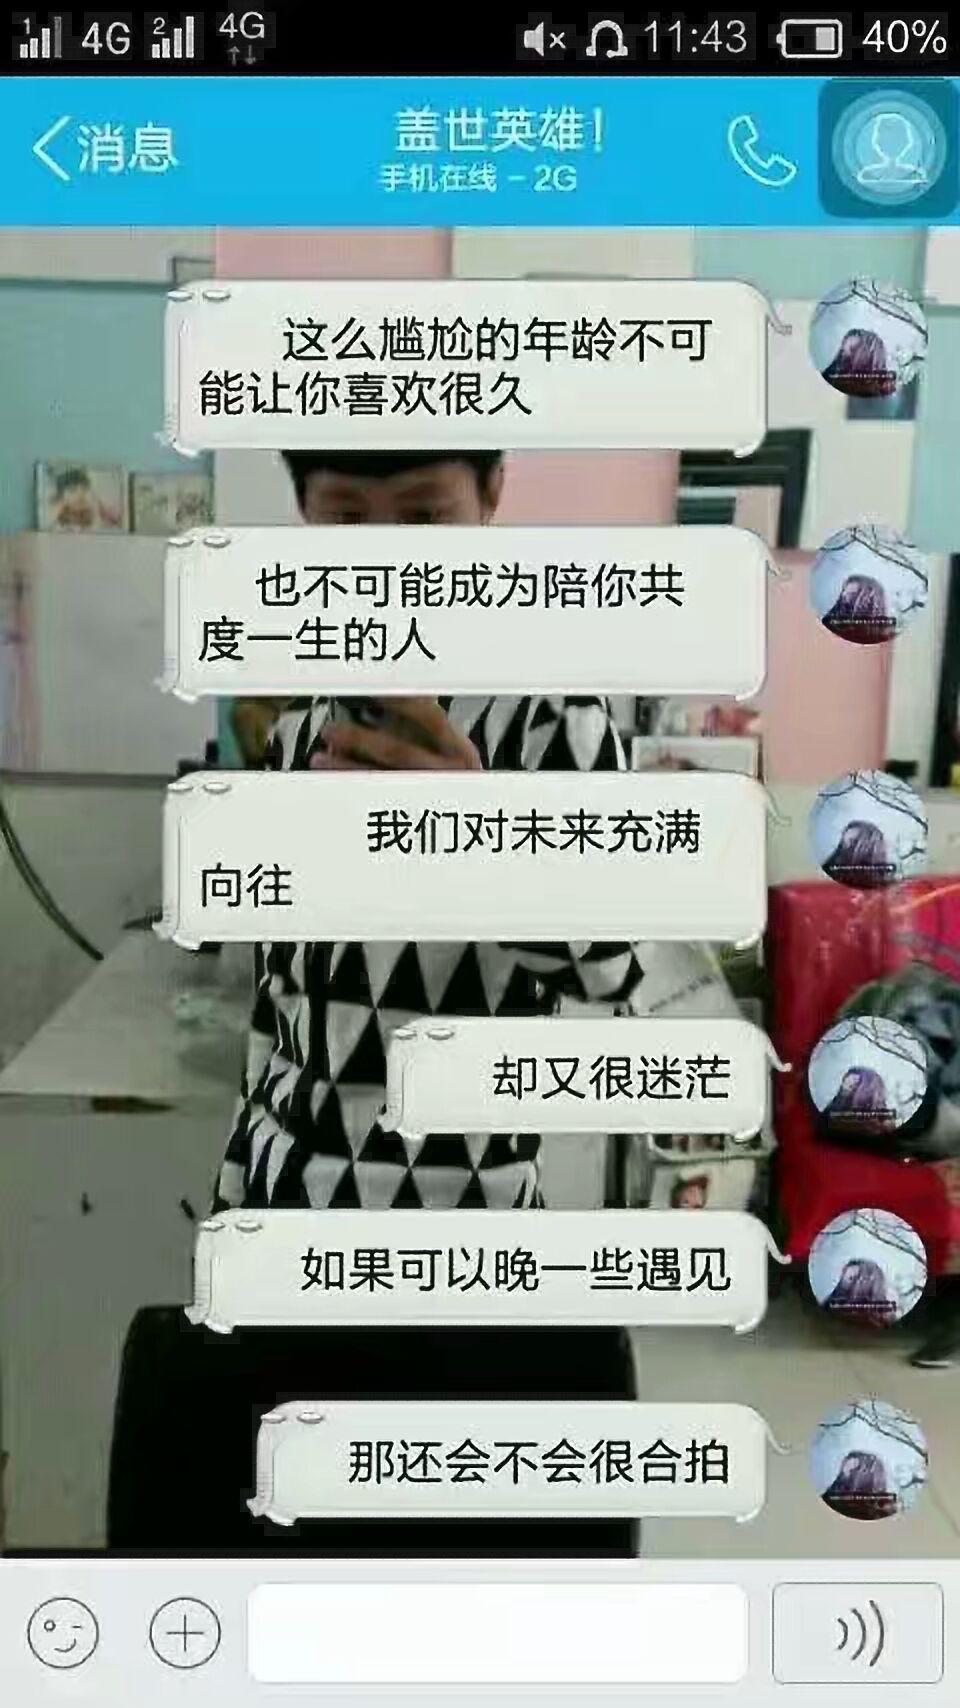 1 4G 2 4G 11:43 40%
消息
盖世英雄!
手机在线 - 2G
这么尴尬的年龄不可
能让你喜欢很久
也不可能成为陪你共
度一生的人
我们对未来充满
向往
却又很迷茫
如果可以晚一些遇见
那还会不会很合拍